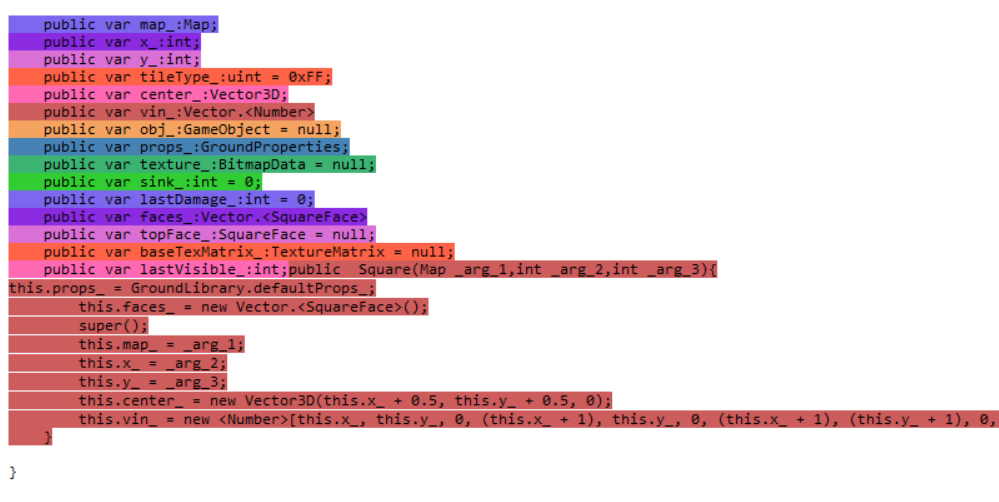 public var map_:Map;
public var x_:int;
public var y_:int;
public var tileType_:uint = 0xFF;
public var center_:Vector3D;
public var vin_:Vector.<Number>
public var obj_:GameObject = null;
public var props_:GroundProperties;
public var texture_:BitmapData = null;
public var sink_:int = 0;
public var lastDamage_:int = 0;
public var faces_:Vector.<SquareFace>
public var topFace_:SquareFace = null;
public var baseTexMatrix_:TextureMatrix = null;
public var lastVisible_:int;public  Square(Map _arg_1,int _arg_2,int _arg_3){
this.props_ = GroundLibrary.defaultProps_;
this.faces_ = new Vector.<SquareFace>();
super();
this.map_ = _arg_1;
this.x_ = _arg_2;
this.y_ = _arg_3;
this.center_ = new Vector3D(this.x_ + 0.5, this.y_ + 0.5, 0);
this.vin_ = new <Number>[this.x_, this.y_, 0, (this.x_ + 1), this.y_, 0, (this.x_ + 1), (this.y_ + 1), 0,
}
}